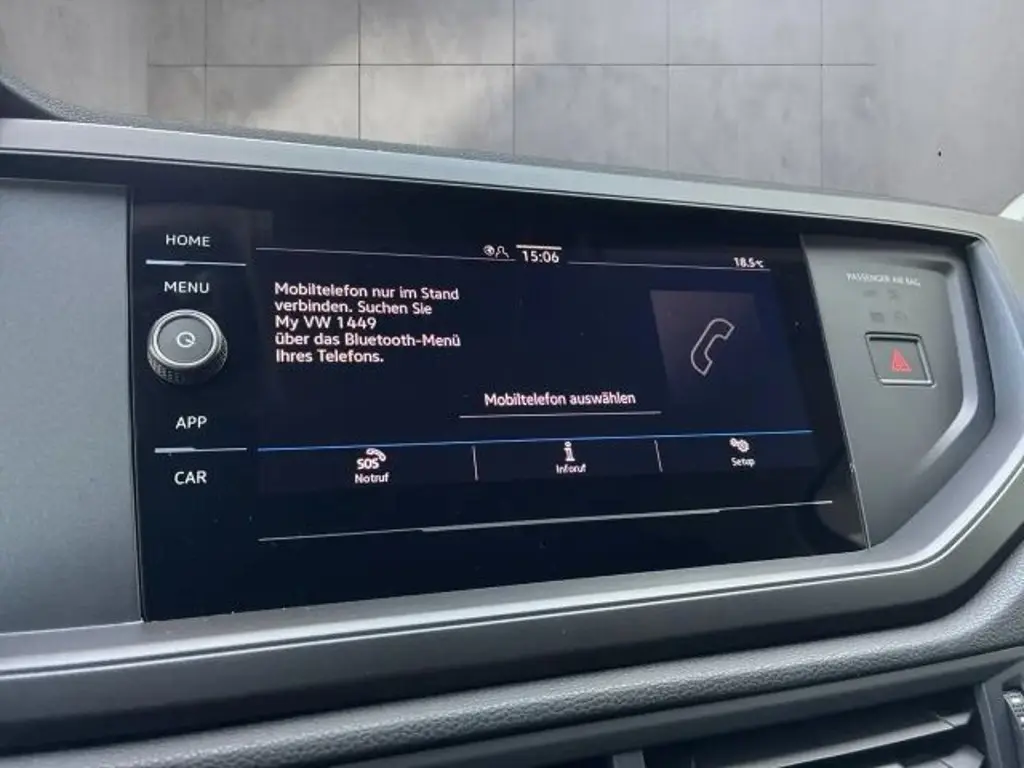 HOME
MENU
APP
CAR
15:06
18.5°C
Mobiltelefon nur im Stand
verbinden. Suchen Sie
My VW 1449
über das Bluetooth-Menü
Ihres Telefons.
Mobiltelefon auswählen
SOS
Notruf
i
Inforuf
Setup
PASSENGER AIR BAG